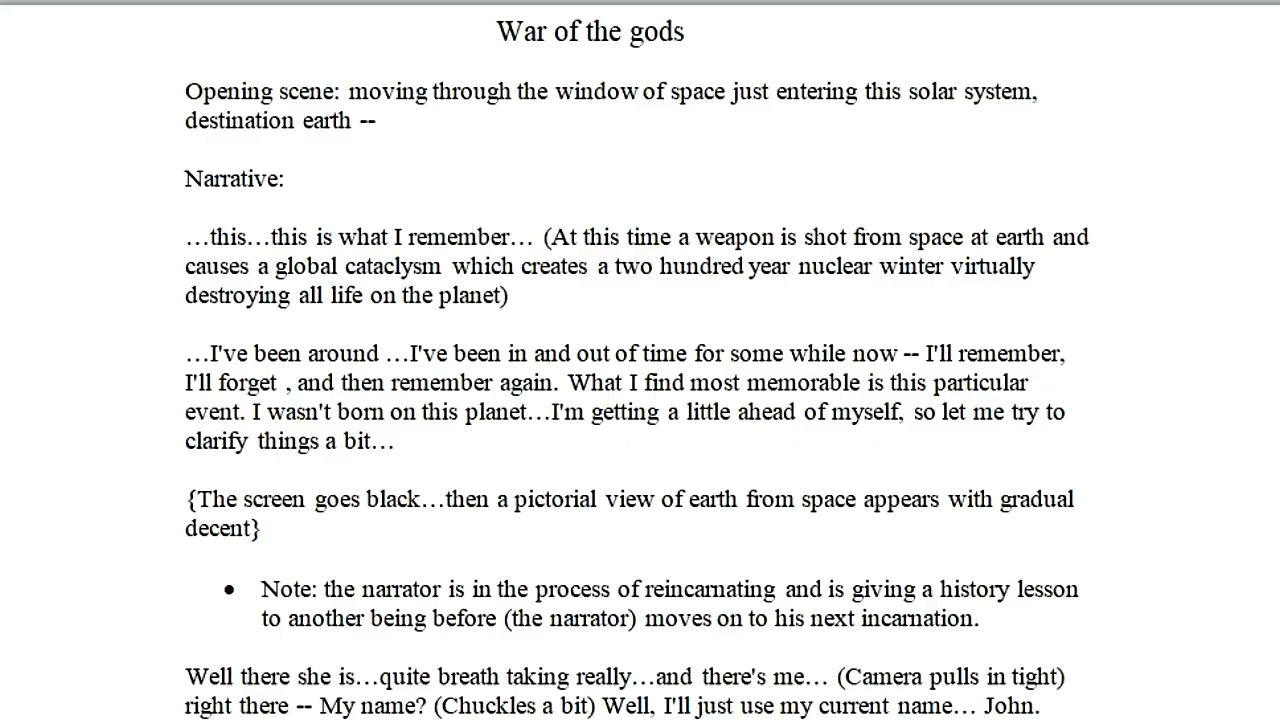 War of the gods
Opening scene: moving through the window of space just entering this solar system,
destination earth --
Narrative:
…this…this is what I remember… (At this time a weapon is shot from space at earth and
causes a global cataclysm which creates a two hundred year nuclear winter virtually
destroying all life on the planet)
…I've been around …I've been in and out of time for some while now -- I'll remember,
I'll forget , and then remember again. What I find most memorable is this particular
event. I wasn't born on this planet…I'm getting a little ahead of myself, so let me try to
clarify things a bit…
{The screen goes black…then a pictorial view of earth from space appears with gradual
decent}
• Note: the narrator is in the process of reincarnating and is giving a history lesson
to another being before (the narrator) moves on to his next incarnation.
Well there she is…quite breath taking really…and there's me… (Camera pulls in tight)
right there -- My name? (Chuckles a bit) Well, I'll just use my current name… John.